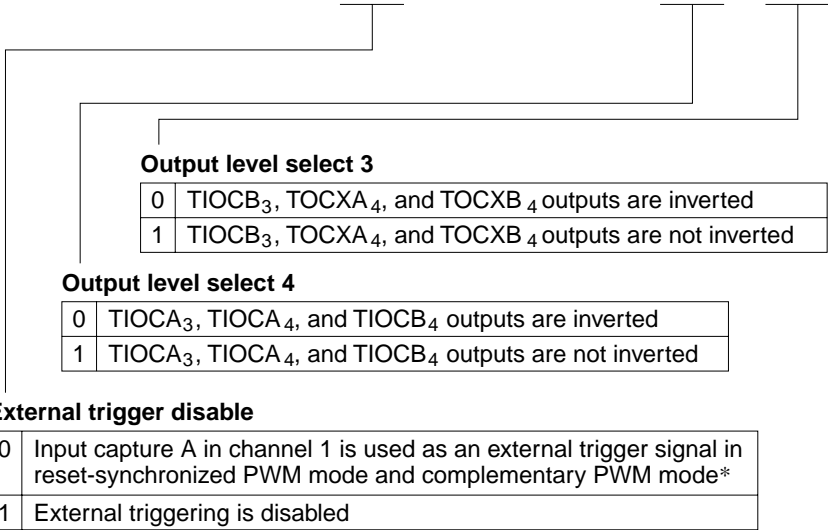 Output level select 3
0 TIOCB3, TOCXA4, and TOCXB4 outputs are inverted
1 TIOCB3, TOCXA4, and TOCXB4 outputs are not inverted
Output level select 4
0 TIOCA3, TIOCA4, and TIOCB4 outputs are inverted
1 TIOCA3, TIOCA4, and TIOCB4 outputs are not inverted
External trigger disable
0 Input capture A in channel 1 is used as an external trigger signal in
reset-synchronized PWM mode and complementary PWM mode*
1 External triggering is disabled